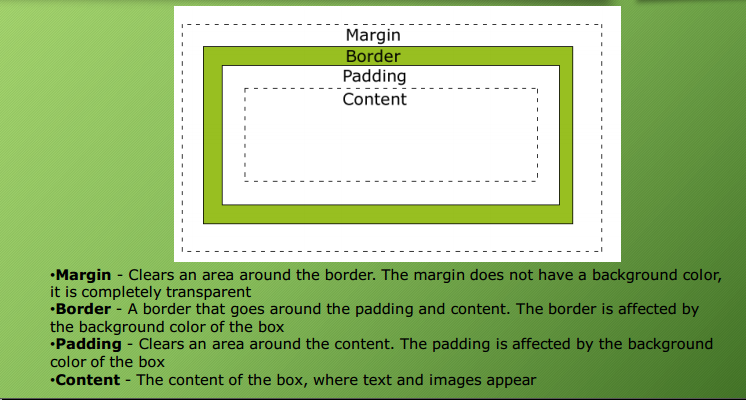 Margin
Border
Padding
Content
•Margin - Clears an area around the border. The margin does not have a background color,
it is completely transparent
•Border - A border that goes around the padding and content. The border is affected by
the background color of the box
•Padding - Clears an area around the content. The padding is affected by the background
color of the box
•Content - The content of the box, where text and images appear